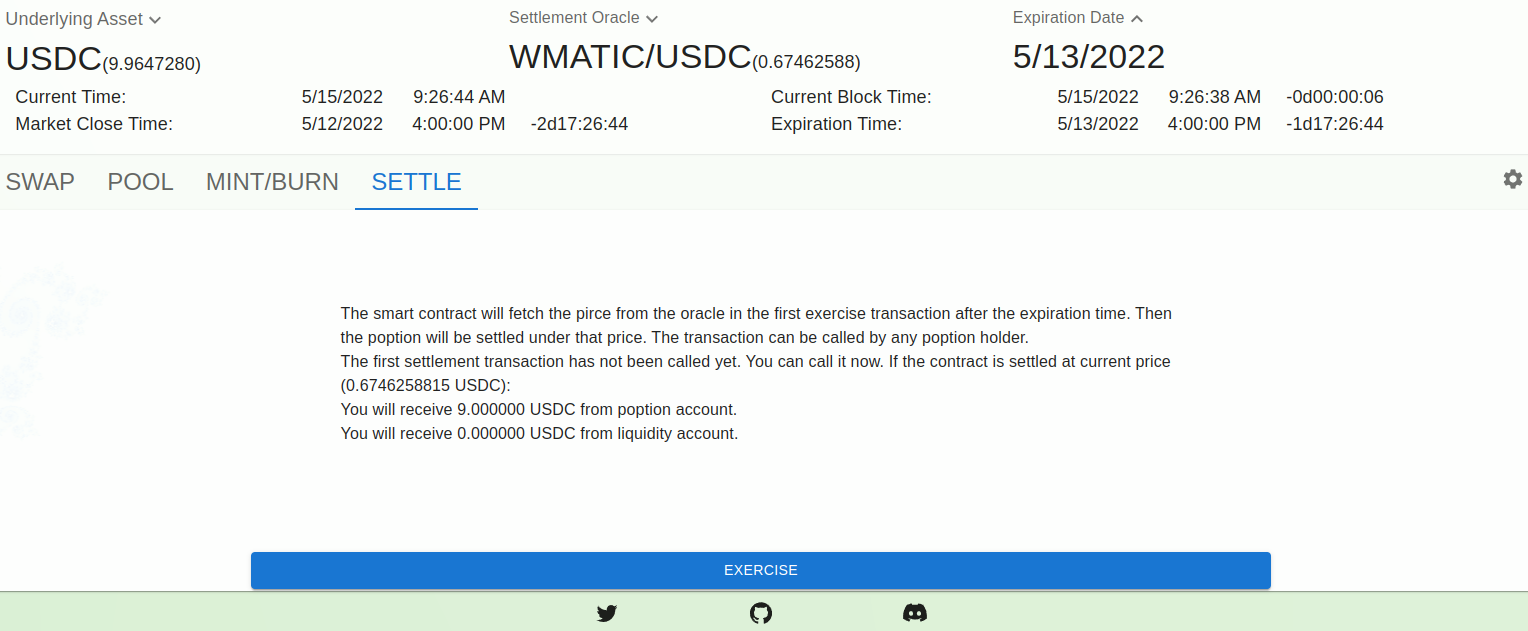 Underlying Asset Settlement Oracle Expiration Date
USDC(9.9647280) WMATIC/USDC(0.67462588) 5/13/2022
Current Time: 5/15/2022 9:26:44 AM Current Block Time: 5/15/2022 9:26:38 AM -0d00:00:06
Market Close Time: 5/12/2022 4:00:00 PM -2d17:26:44 Expiration Time: 5/13/2022 4:00:00 PM -1d17:26:44
SWAP POOL MINT/BURN SETTLE
The smart contract will fetch the pirce from the oracle in the first exercise transaction after the expiration time. Then
the poption will be settled under that price. The transaction can be called by any poption holder.
The first settlement transaction has not been called yet. You can call it now. If the contract is settled at current price
(0.6746258815 USDC):
You will receive 9.000000 USDC from poption account.
You will receive 0.000000 USDC from liquidity account.
EXERCISE